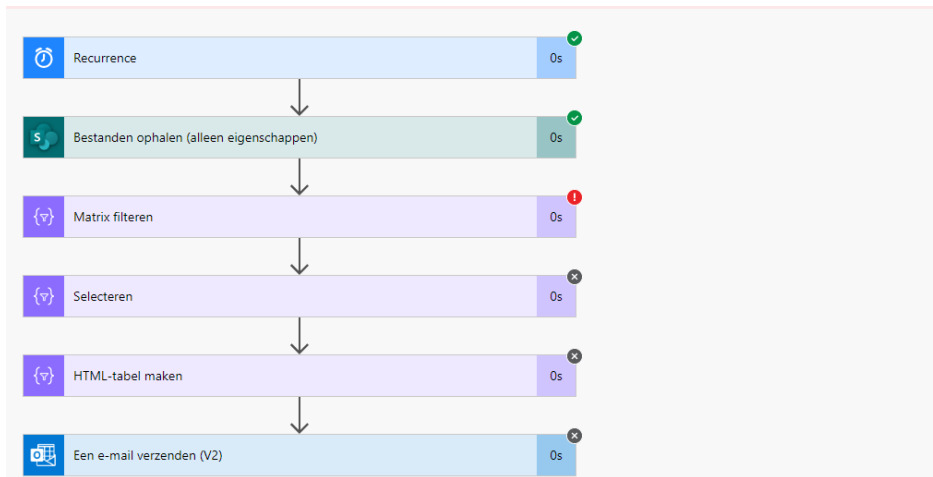 Recurrence
0s
Bestanden ophalen (alleen eigenschappen)
0s
Matrix filteren
0s
Selecteren
0s
HTML-tabel maken
0s
Een e-mail verzenden (V2)
0s